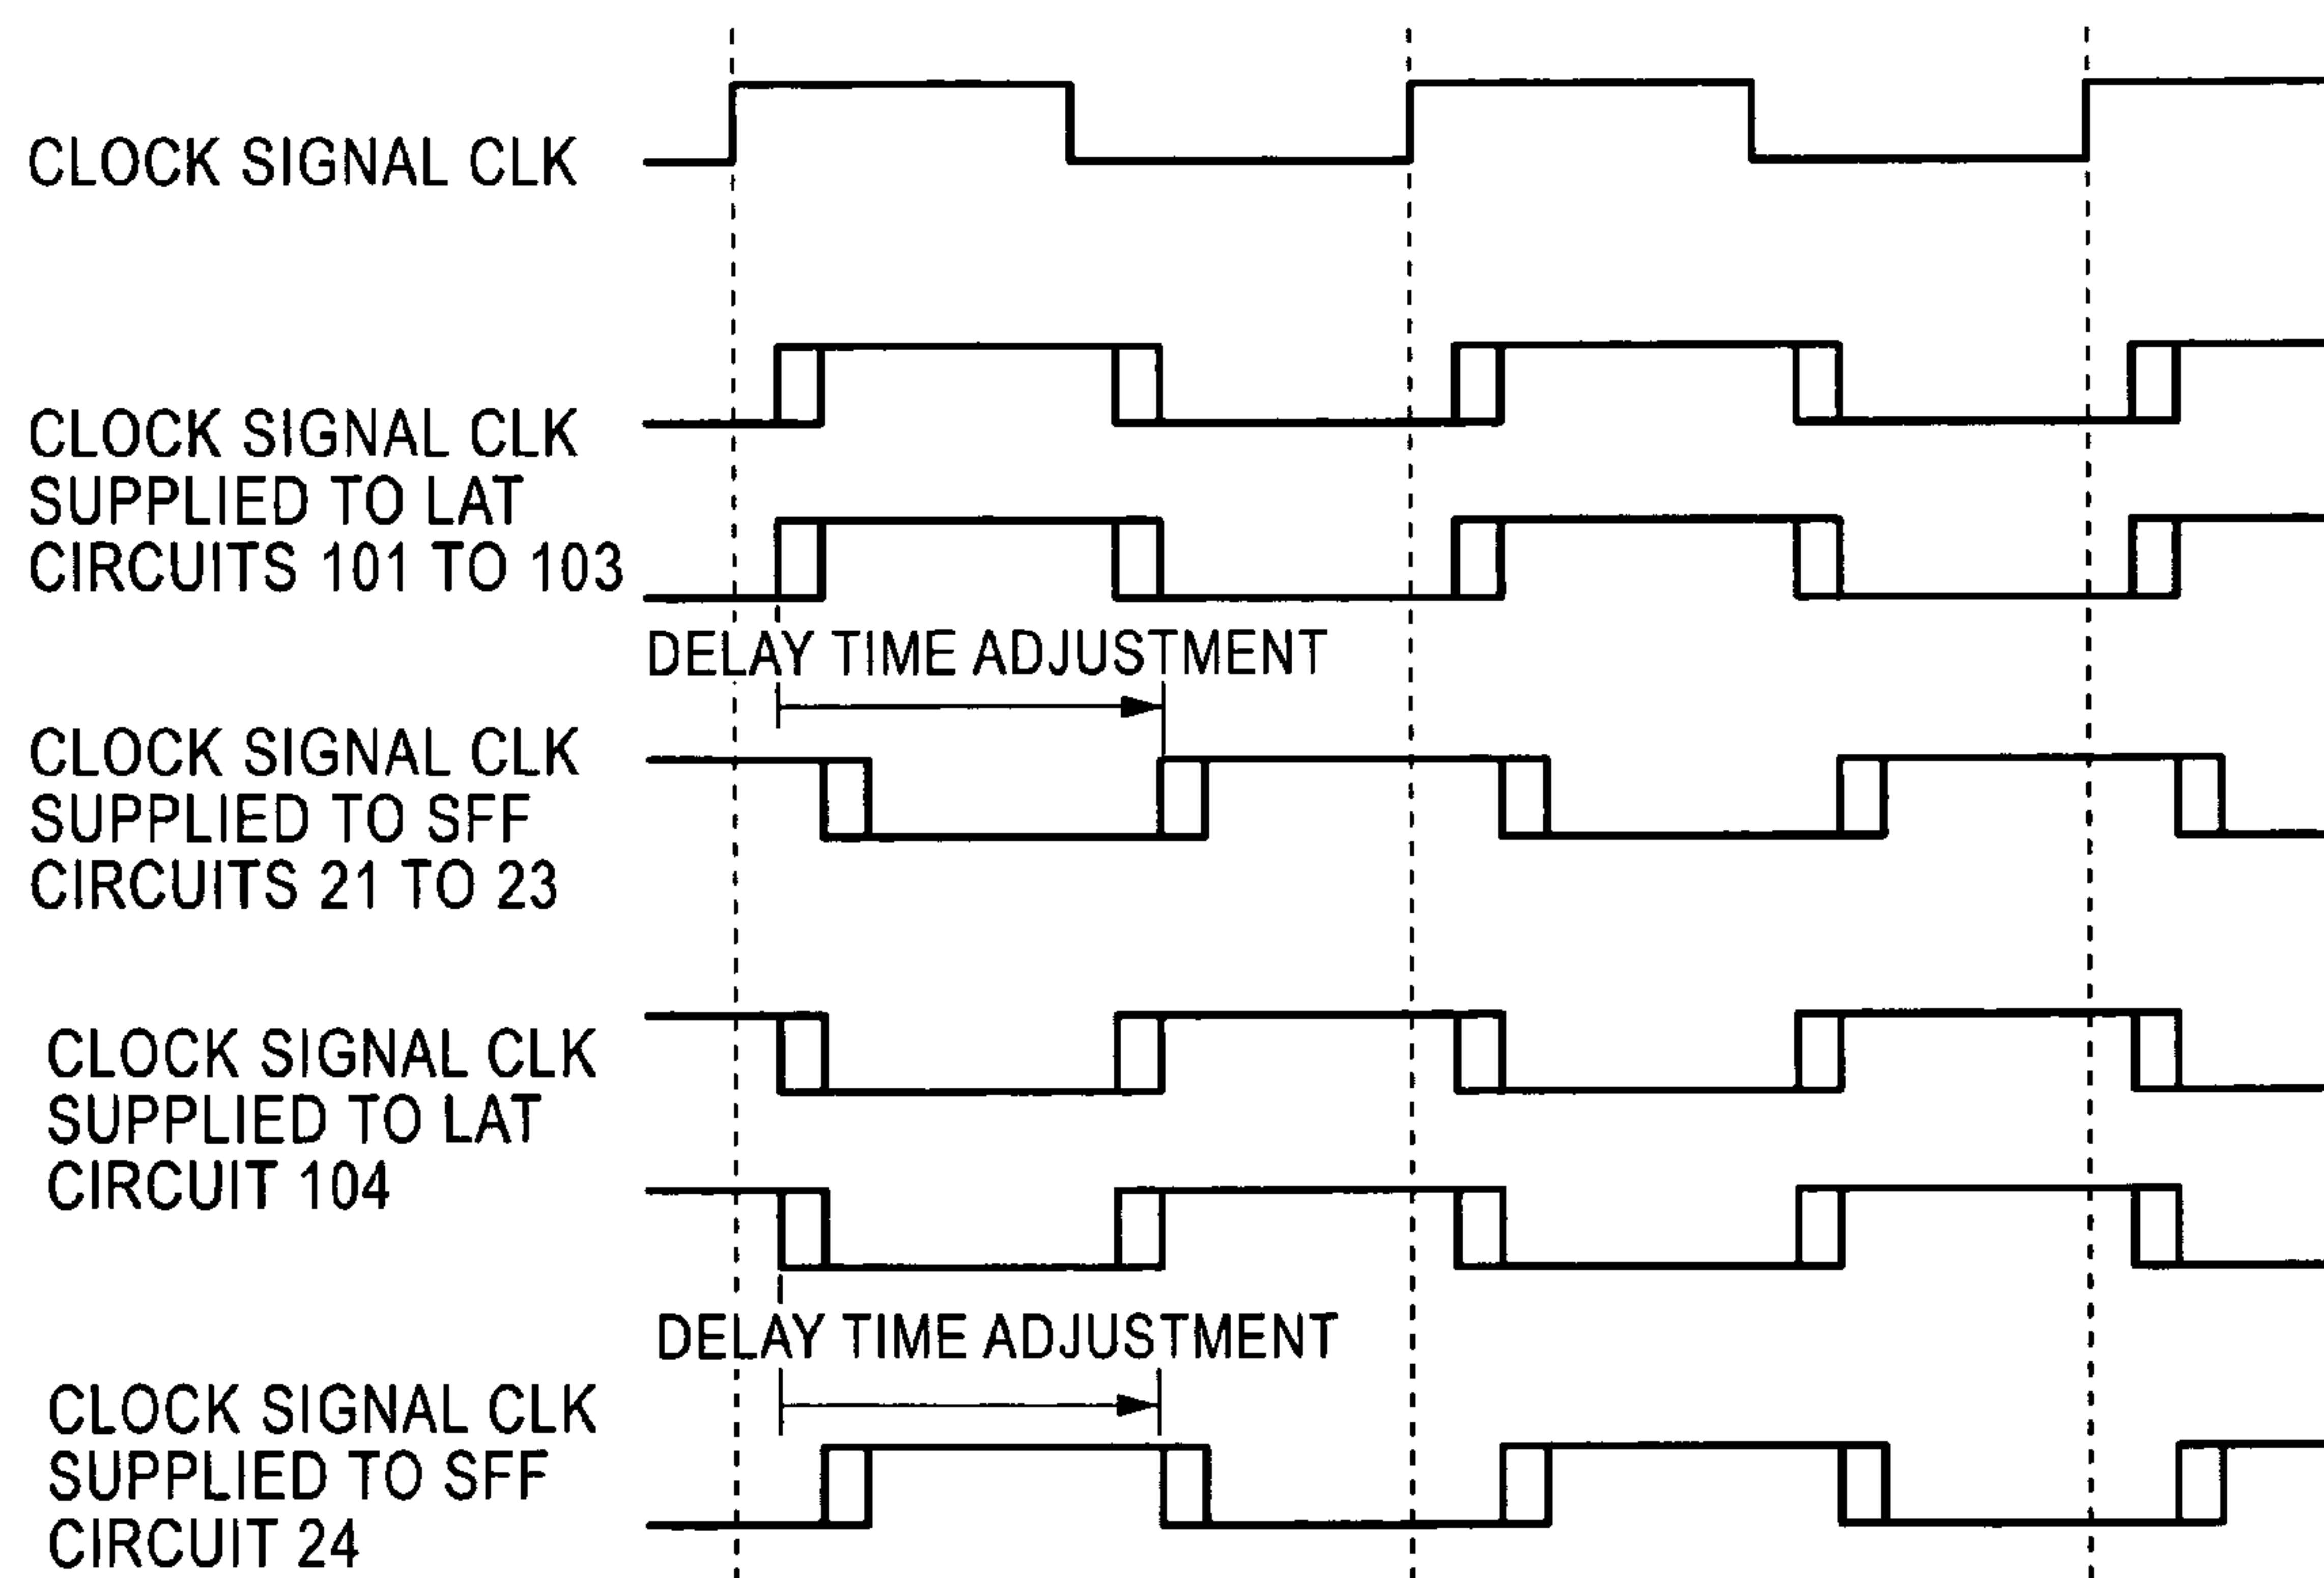 CLOCK SIGNAL CLK
CLOCK SIGNAL CLK
SUPPLIED TO LAT
CIRCUITS 101 TO 103
DELAY TIME ADJUSTMENT
CLOCK SIGNAL CLK
SUPPLIED TO SFF
CIRCUITS 21 TO 23
CLOCK SIGNAL CLK
SUPPLIED TO LAT
CIRCUIT 104
DELAY TIME ADJUSTMENT
CLOCK SIGNAL CLK
SUPPLIED TO SFF
CIRCUIT 24